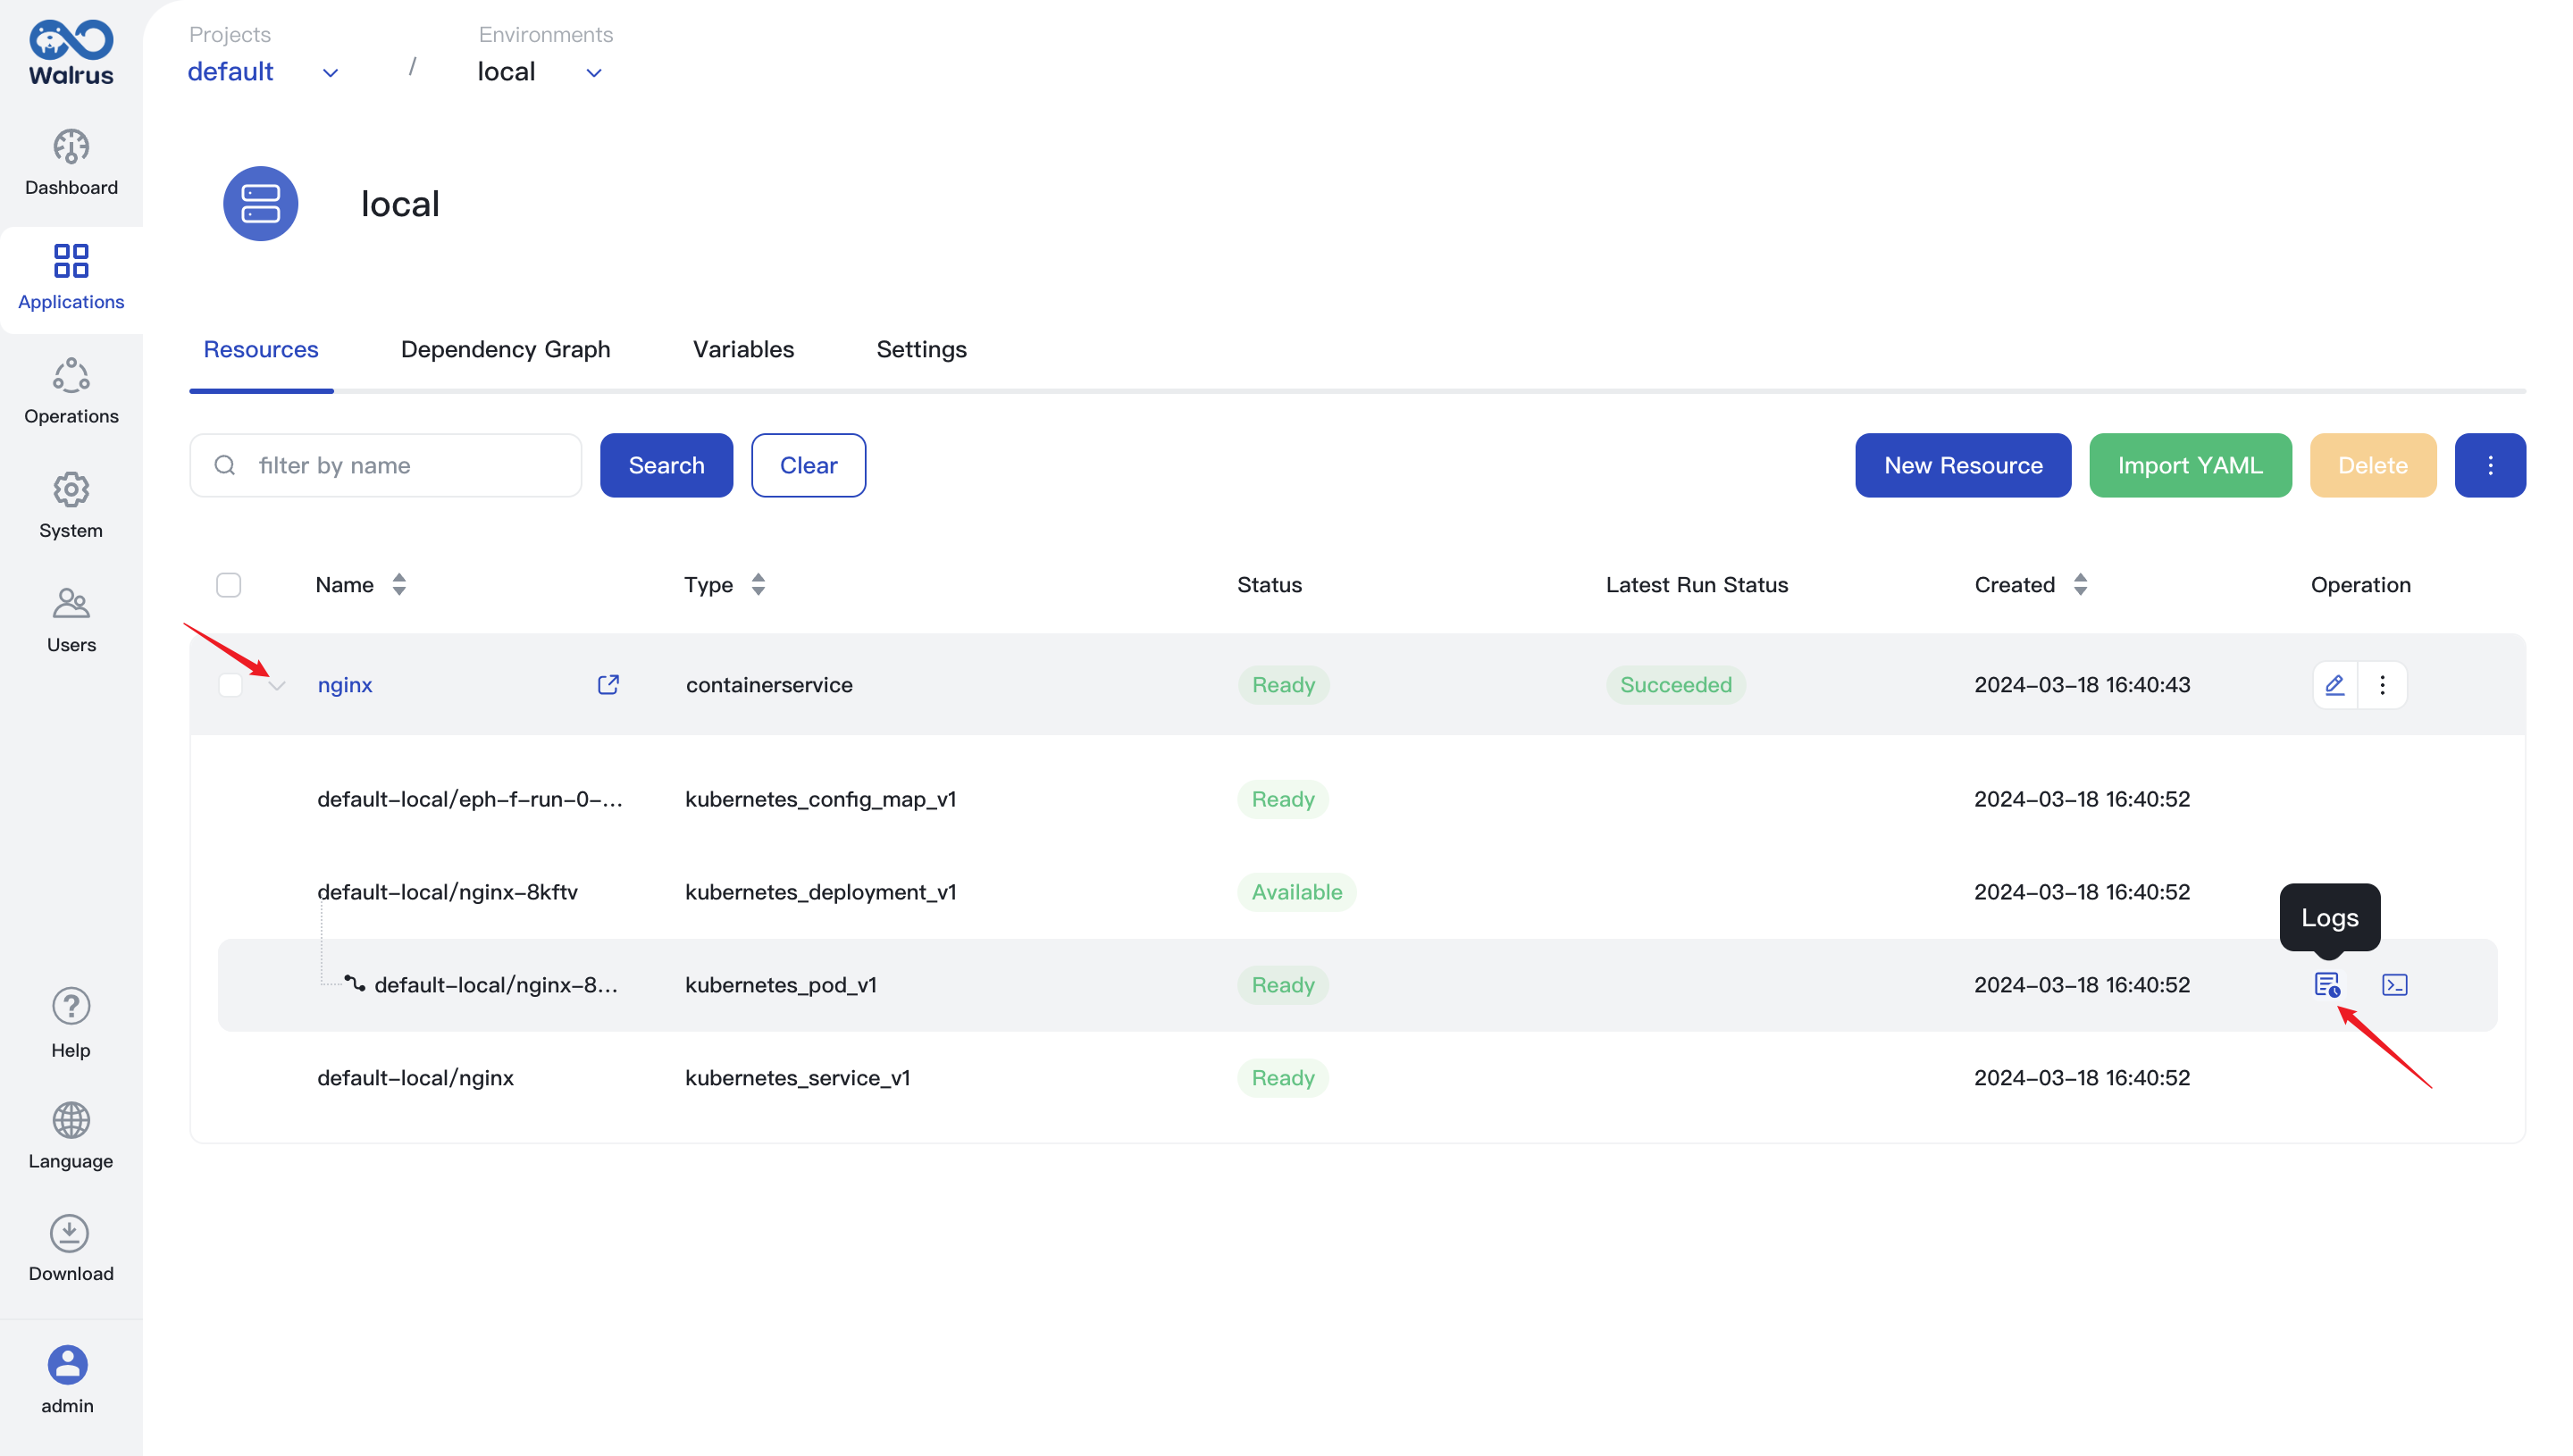 Walrus
Dashboard
Applications
Operations
System
Users
Help
Language
Download
admin
Projects
default
/
Environments
local
local
Resources
Dependency Graph
Variables
Settings
filter by name
Search
Clear
New Resource
Import YAML
Delete
Name
Type
Status
Latest Run Status
Created
Operation
nginx
containerservice
Ready
Succeeded
2024-03-18 16:40:43
default-local/eph-f-run-0-...
kubernetes_config_map_v1
Ready
2024-03-18 16:40:52
default-local/nginx-8kftv
kubernetes_deployment_v1
Available
2024-03-18 16:40:52
Logs
default-local/nginx-8...
kubernetes_pod_v1
Ready
2024-03-18 16:40:52
default-local/nginx
kubernetes_service_v1
Ready
2024-03-18 16:40:52